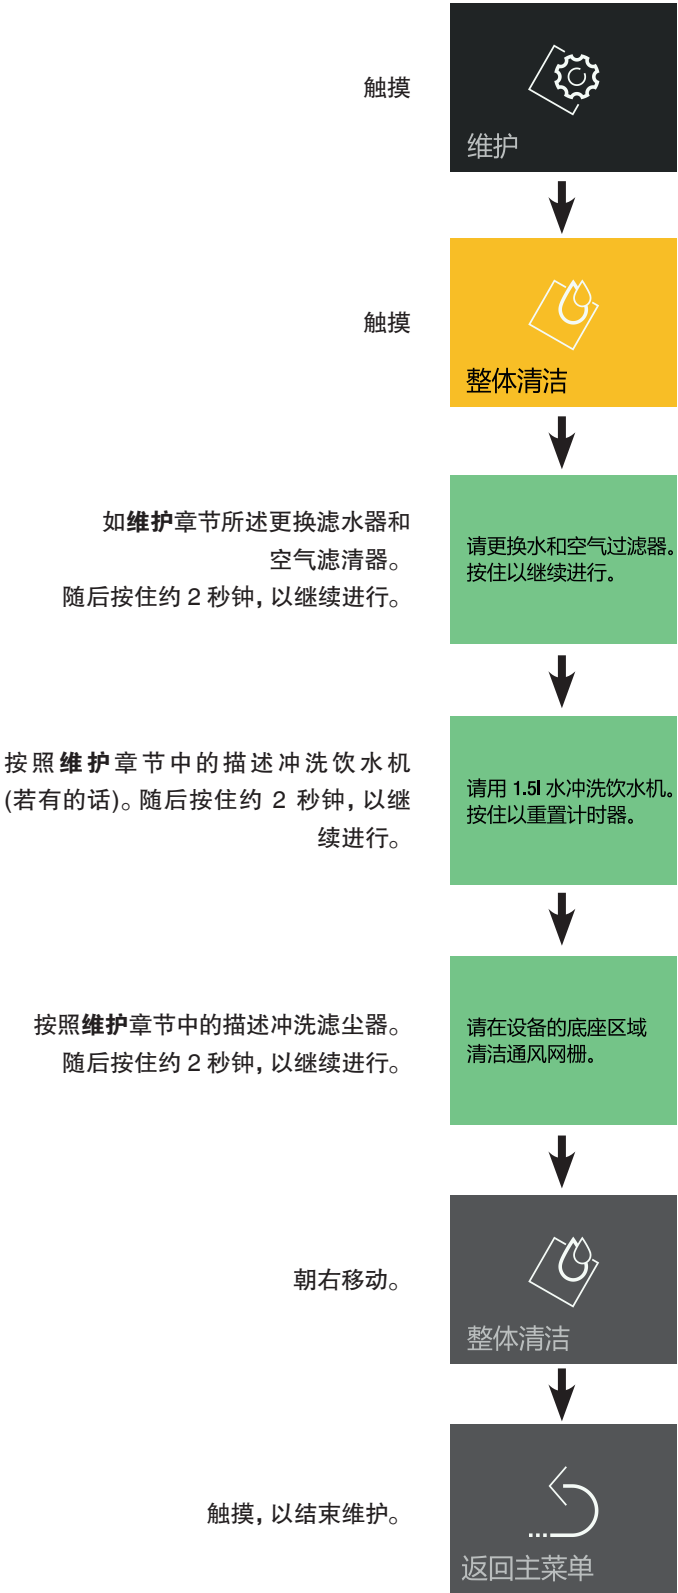 触摸
维护
触摸
整体清洁
如维护章节所述更换滤水器和
空气滤清器。
随后按住约 2 秒钟，以继续进行。
请更换水和空气过滤器。
按住以继续进行。
按照维护章节中的描述冲洗饮水机
(若有的话)。随后按住约 2 秒钟，以继
续进行。
请用 1.5l 水冲洗饮水机。
按住以重置计时器。
按照维护章节中的描述冲洗滤尘器。
随后按住约 2 秒钟，以继续进行。
请在设备的底座区域
清洁通风网栅。
朝右移动。
整体清洁
触摸，以结束维护。
返回主菜单